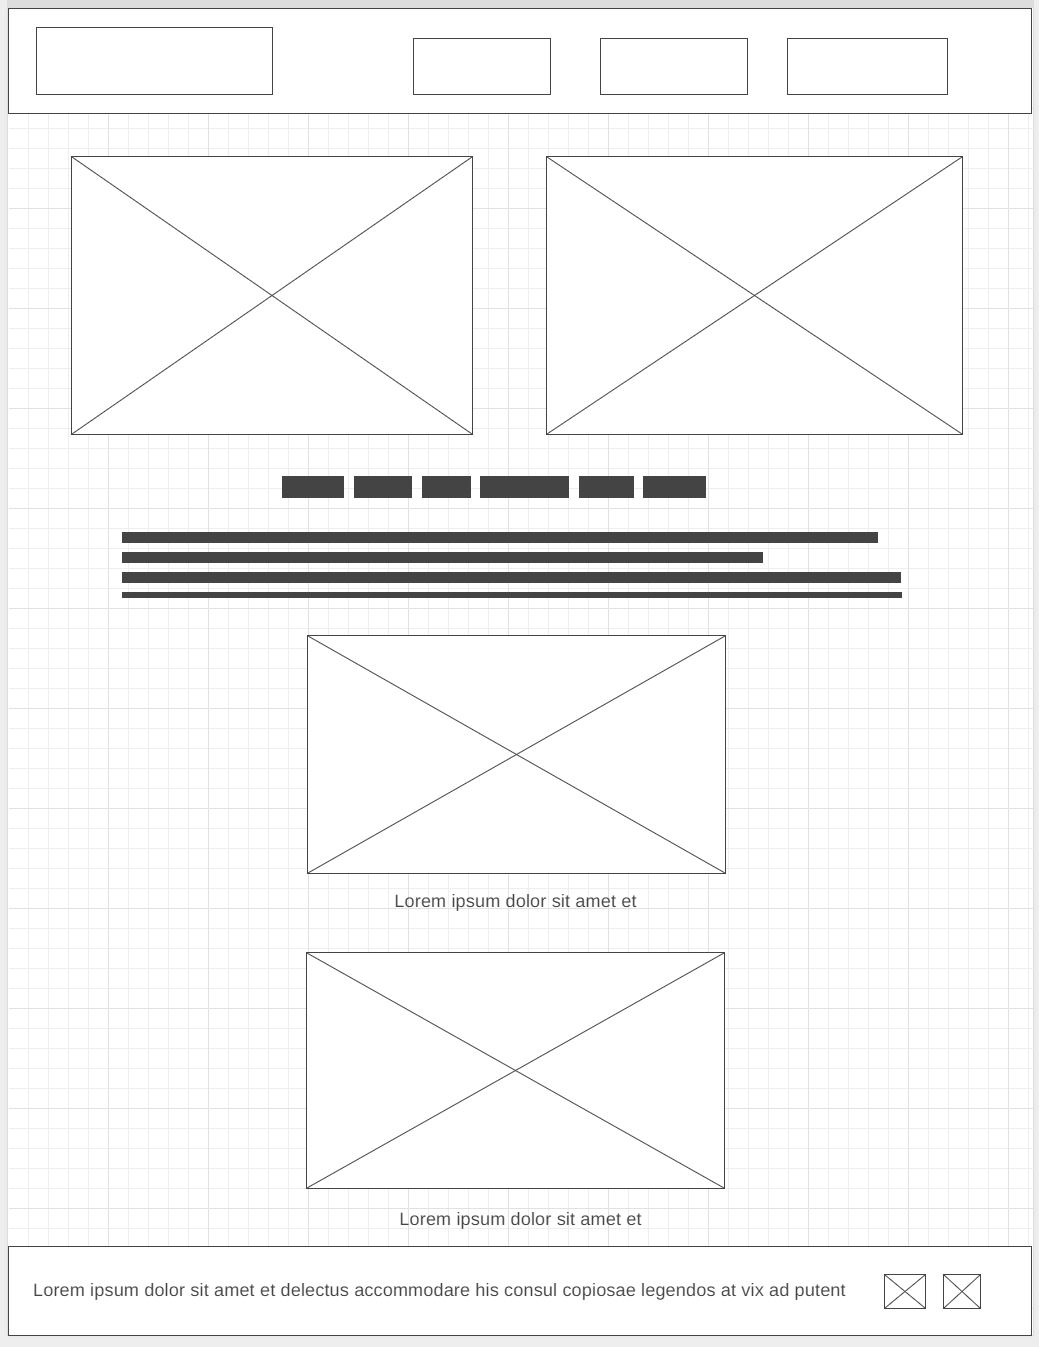 Lorem ipsum dolor sit amet et
Lorem ipsum dolor sit amet et
Lorem ipsum dolor sit amet et delectus accommodare his consul copiosae legendos at vix ad putent